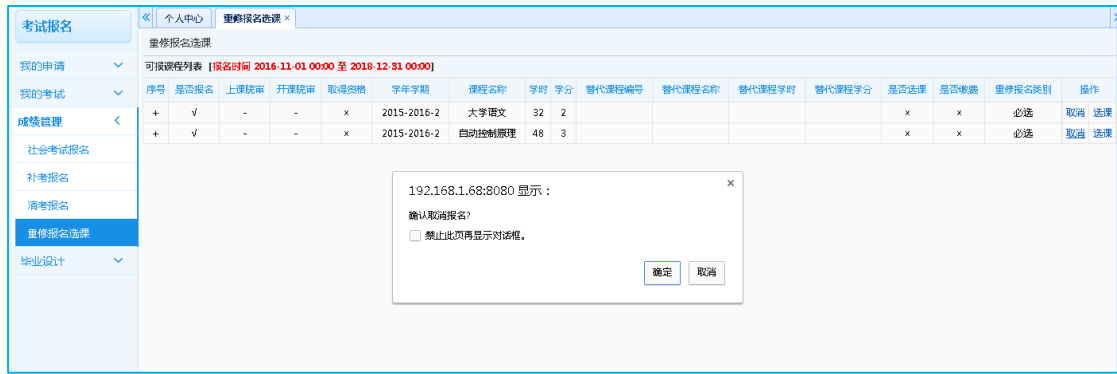 考试报名
个人中心 重修报名选课 ×
重修报名选课
可报课程列表 [报名时间 2016-11-01 00:00 至 2018-12-31 00:00]
序号 是否报名 上课院审 开课院审 取得资格 学年学期 课程名称 学时 学分 替代课程编号 替代课程名称 替代课程学时 替代课程学分 是否选课 是否缴费 重修报名类别 操作
+ √ - - × 2015-2016-2 大学语文 32 2 × × 必选 取消 选课
+ √ - - × 2015-2016-2 自动控制原理 48 3 × × 必选 取消 选课
我的申请
我的考试
成绩管理
社会考试报名
补考报名
清考报名
重修报名选课
毕业设计
192.168.1.68:8080 显示： ×
确认取消报名?
禁止此页再显示对话框。
确定 取消